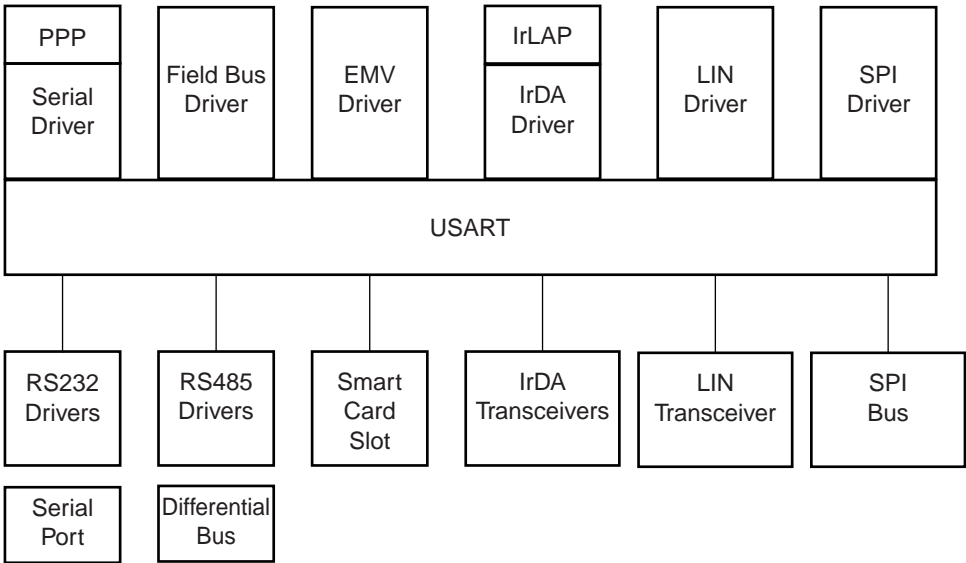 PPP
Serial
Driver
Field Bus
Driver
EMV
Driver
IrLAP
IrDA
Driver
LIN
Driver
SPI
Driver
USART
RS232
Drivers
RS485
Drivers
Smart
Card
Slot
IrDA
Transceivers
LIN
Transceiver
SPI
Bus
Serial
Port
Differential
Bus